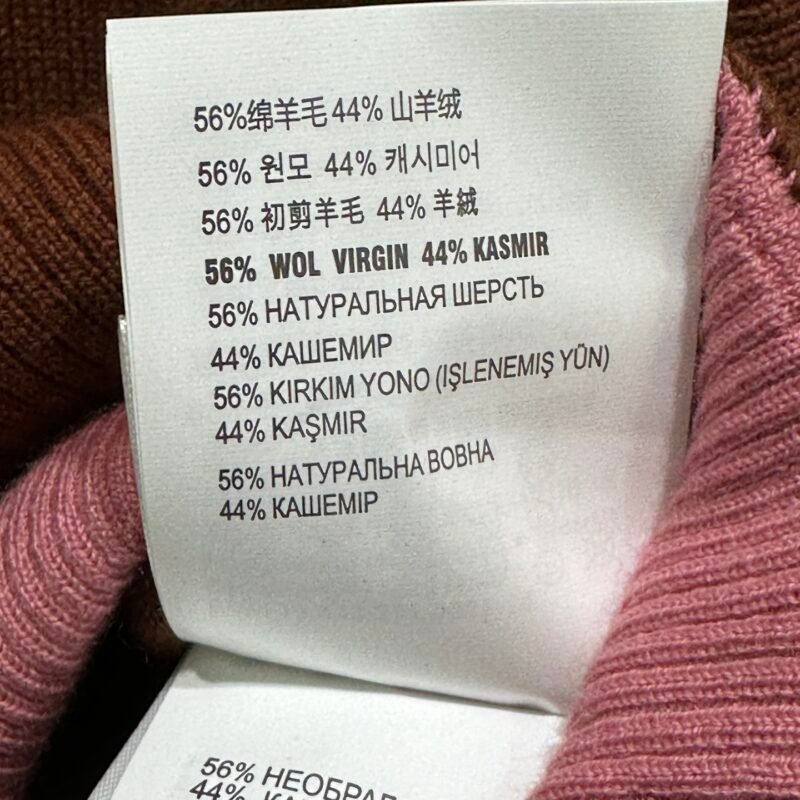 56%绵羊毛 44% 山羊绒
56% 원모 44% 캐시미어
56% 初剪羊毛 44% 羊絨
56% WOL VIRGIN 44% KASMIR
56% НАТУРАЛЬНАЯ ШЕРСТЬ
44% КАШЕМИР
56% KIRKIM YONO (IŞLENEMIŞ YÜN)
44% KAŞMIR
56% НАТУРАЛЬНА ВОВНА
44% КАШЕМІР
56% НЕОБРАЛ
44%